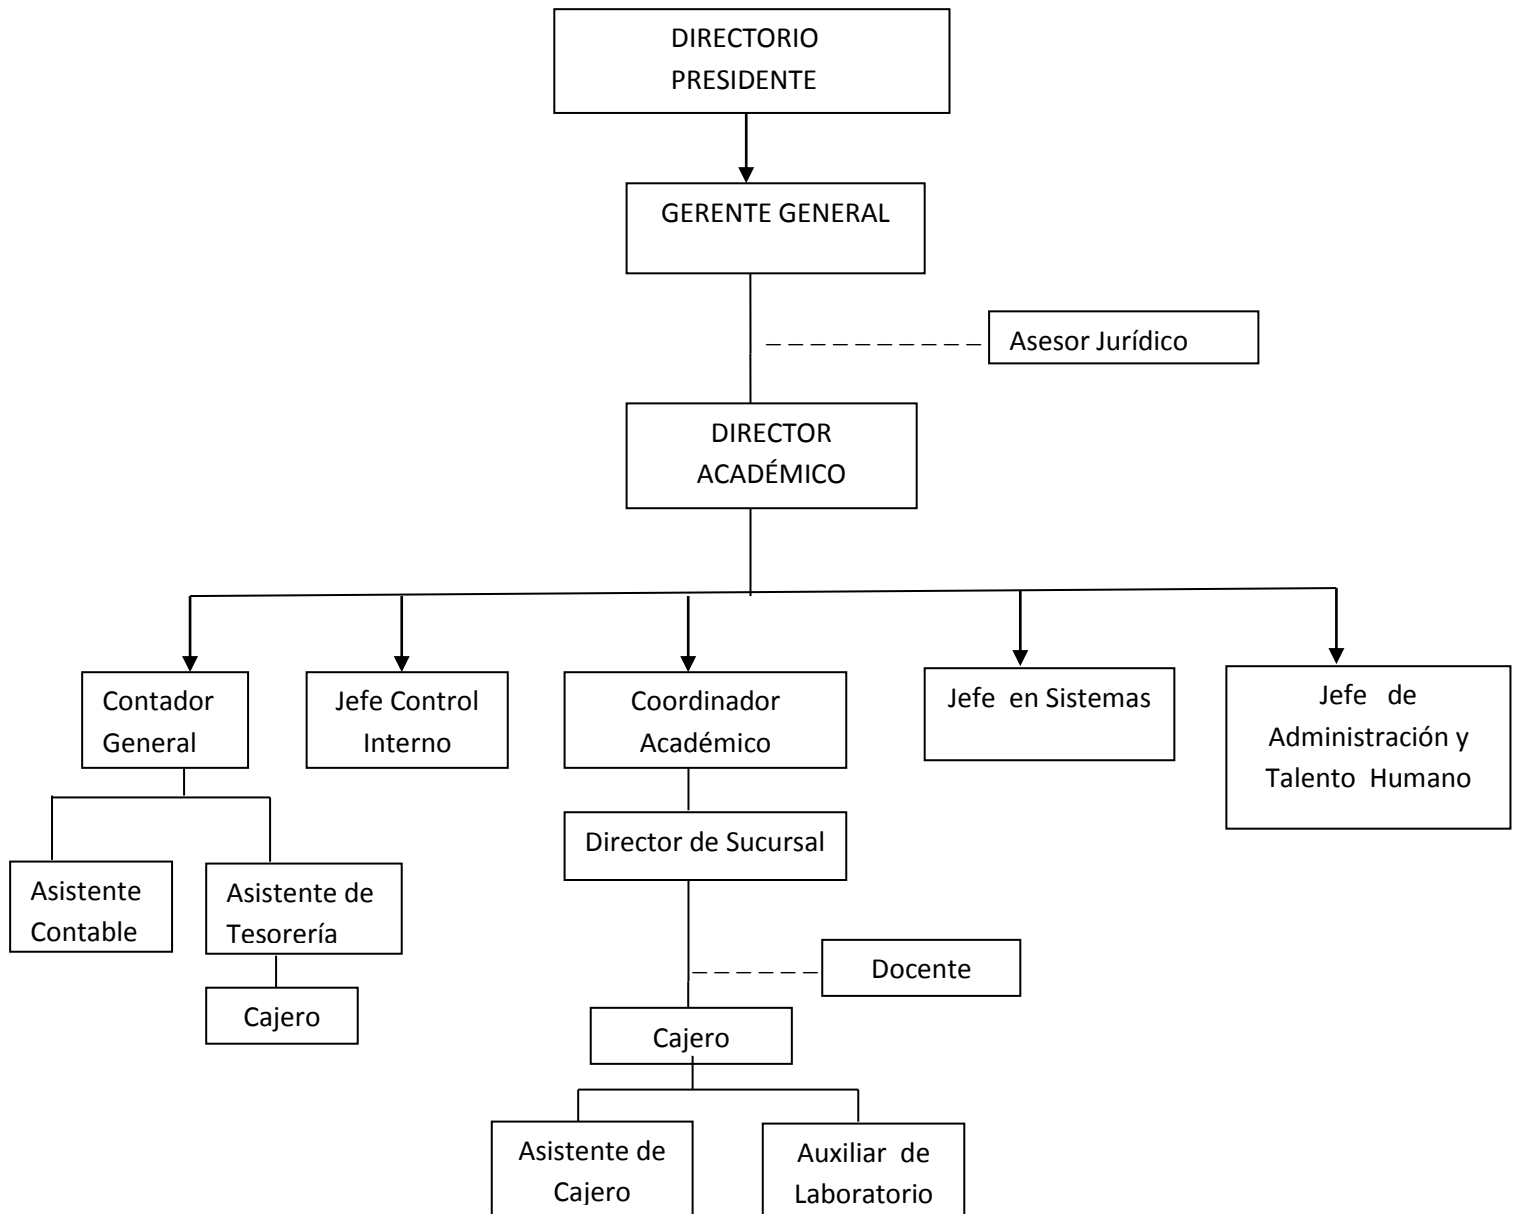 DIRECTORIO
PRESIDENTE
GERENTE GENERAL
Asesor Jurídico
DIRECTOR
ACADÉMICO
Contador
General
Jefe Control
Interno
Coordinador
Académico
Jefe en Sistemas
Jefe de
Administración y
Talento Humano
Director de Sucursal
Asistente
Contable
Asistente de
Tesorería
Docente
Cajero
Cajero
Asistente de
Cajero
Auxiliar de
Laboratorio